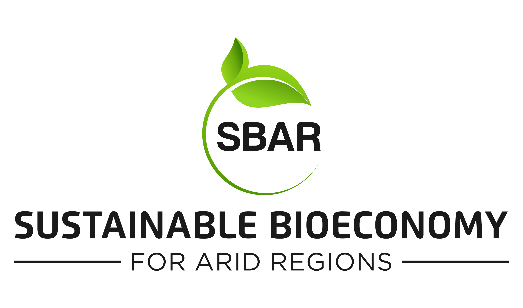 SBAR
SUSTAINABLE BIOECONOMY
FOR ARID REGIONS